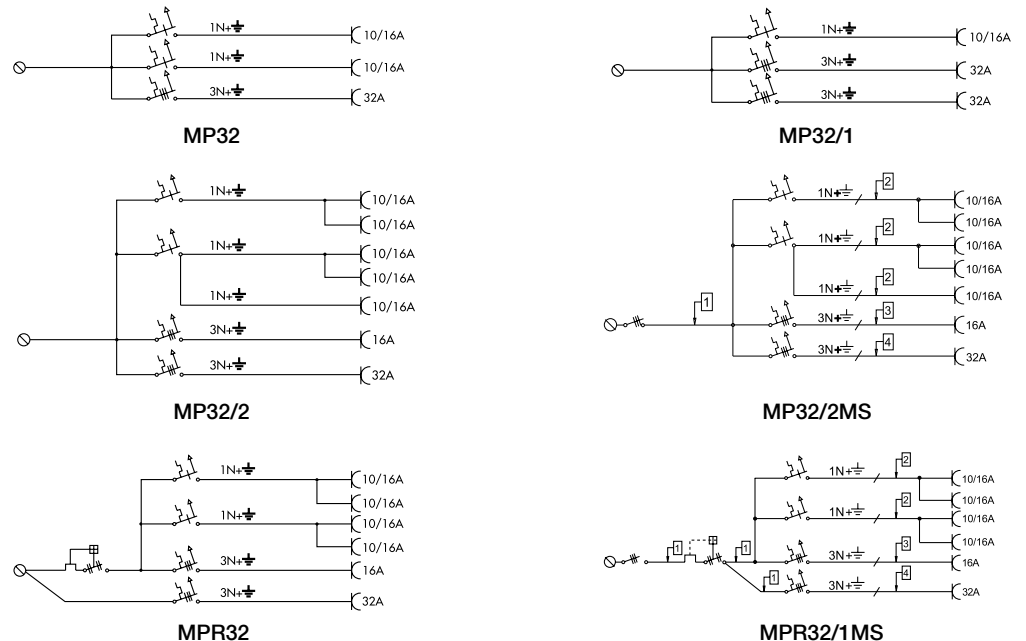 1N+ 10/16A
1N+ 10/16A
3N+ 32A
MP32
1N+ 10/16A
3N+ 32A
3N+ 32A
MP32/1
1N+ 10/16A
10/16A
1N+ 10/16A
10/16A
1N+ 10/16A
3N+ 16A
3N+ 32A
MP32/2
1N+ 2 10/16A
10/16A
1N+ 2 10/16A
10/16A
1N+ 2 10/16A
1
3N+ 3 16A
3N+ 4 32A
MP32/2MS
1N+ 10/16A
10/16A
1N+ 10/16A
10/16A
3N+ 16A
3N+ 32A
MPR32
1N+ 2 10/16A
10/16A
1N+ 2 10/16A
10/16A
1 1 3N+ 3 16A
1 3N+ 4 32A
MPR32/1MS